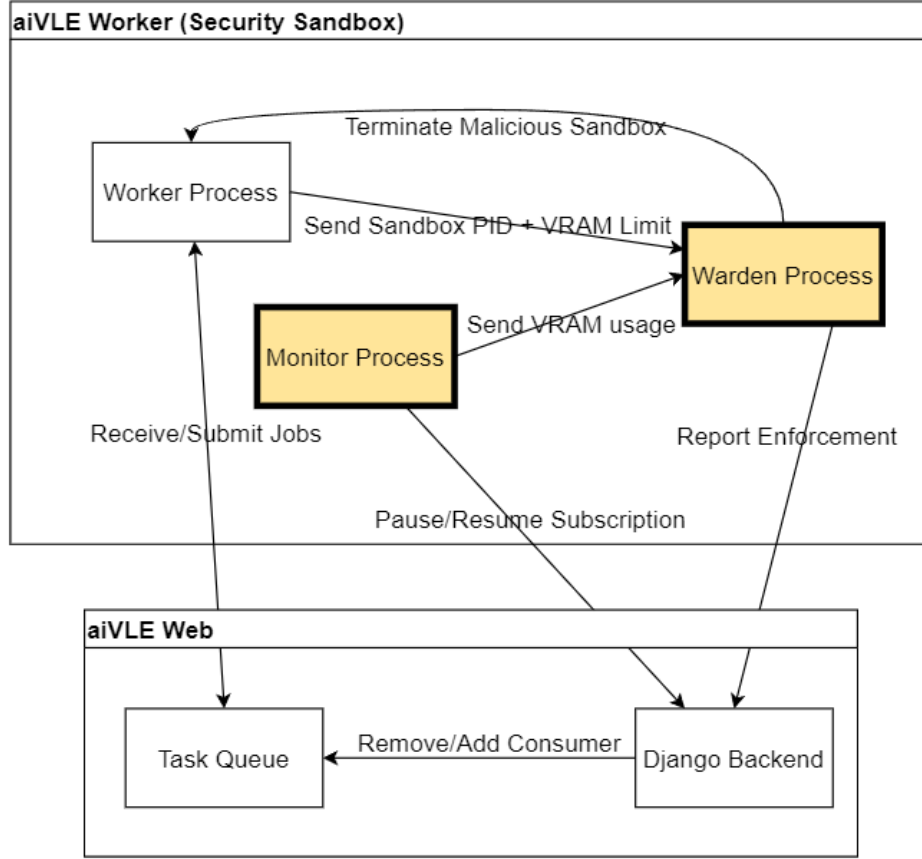 aiVLE Worker (Security Sandbox)
Terminate Malicious Sandbox
Worker Process
Send Sandbox PID + VRAM Limit
Warden Process
Send VRAM usage
Monitor Process
Receive/Submit Jobs
Report Enforcement
Pause/Resume Subscription
aiVLE Web
Remove/Add Consumer
Task Queue
Django Backend